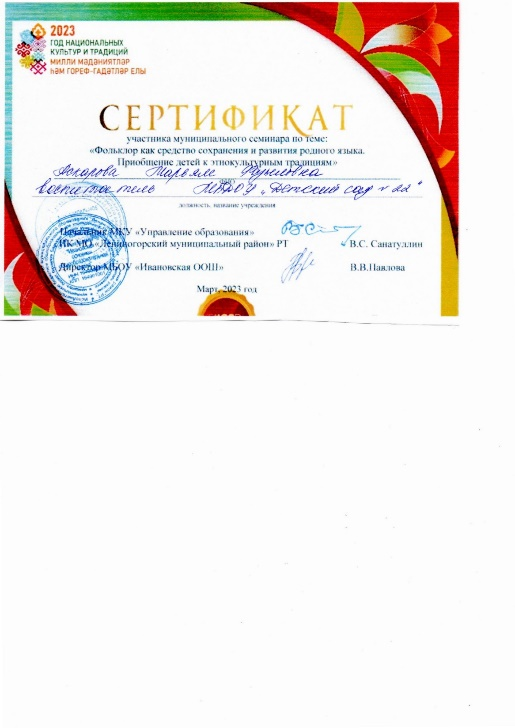 2023
ГОД НАЦИОНАЛЬНЫХ
КУЛЬТУР И ТРАДИЦИЙ
МИЛЛИ МӘДӘНИЯТЛӘР
ҺӘМ ГОРЕФ-ГАДӘТЛӘР ЕЛЫ
СЕРТИФИКАТ
участника муниципального семинара по теме:
«Фольклор как средство сохранения и развития родного языка.
Приобщение детей к этнокультурным традициям»
Аскарова
воспитатель МБДОУ „Детский сад № 22"
должность, название учреждения
Начальник МКУ «Управление образования»
ИК МО «Лениногорский муниципальный район» РТ В.С. Санатуллин
Директор МБОУ «Ивановская ООШ» В.В.Павлова
Март, 2023 год